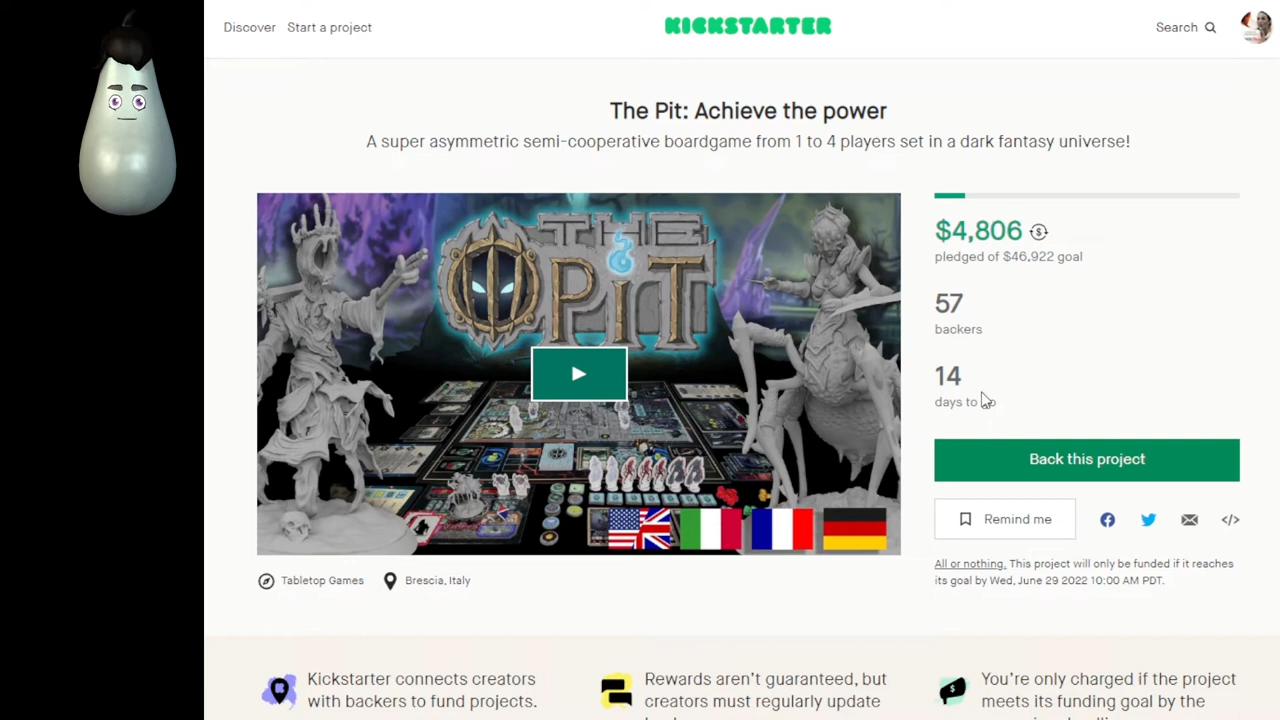 Discover Start a project
KICKSTARTER
Search
The Pit: Achieve the power
A super asymmetric semi-cooperative boardgame from 1 to 4 players set in a dark fantasy universe!
THE
PiT
$4,806
pledged of $46,922 goal
57
backers
14
days to
Back this project
Remind me
All or nothing. This project will only be funded if it reaches
its goal by Wed, June 29 2022 10:00 AM PDT.
Tabletop Games Brescia, Italy
Kickstarter connects creators
with backers to fund projects.
Rewards aren't guaranteed, but
creators must regularly update
You're only charged if the project
meets its funding goal by the